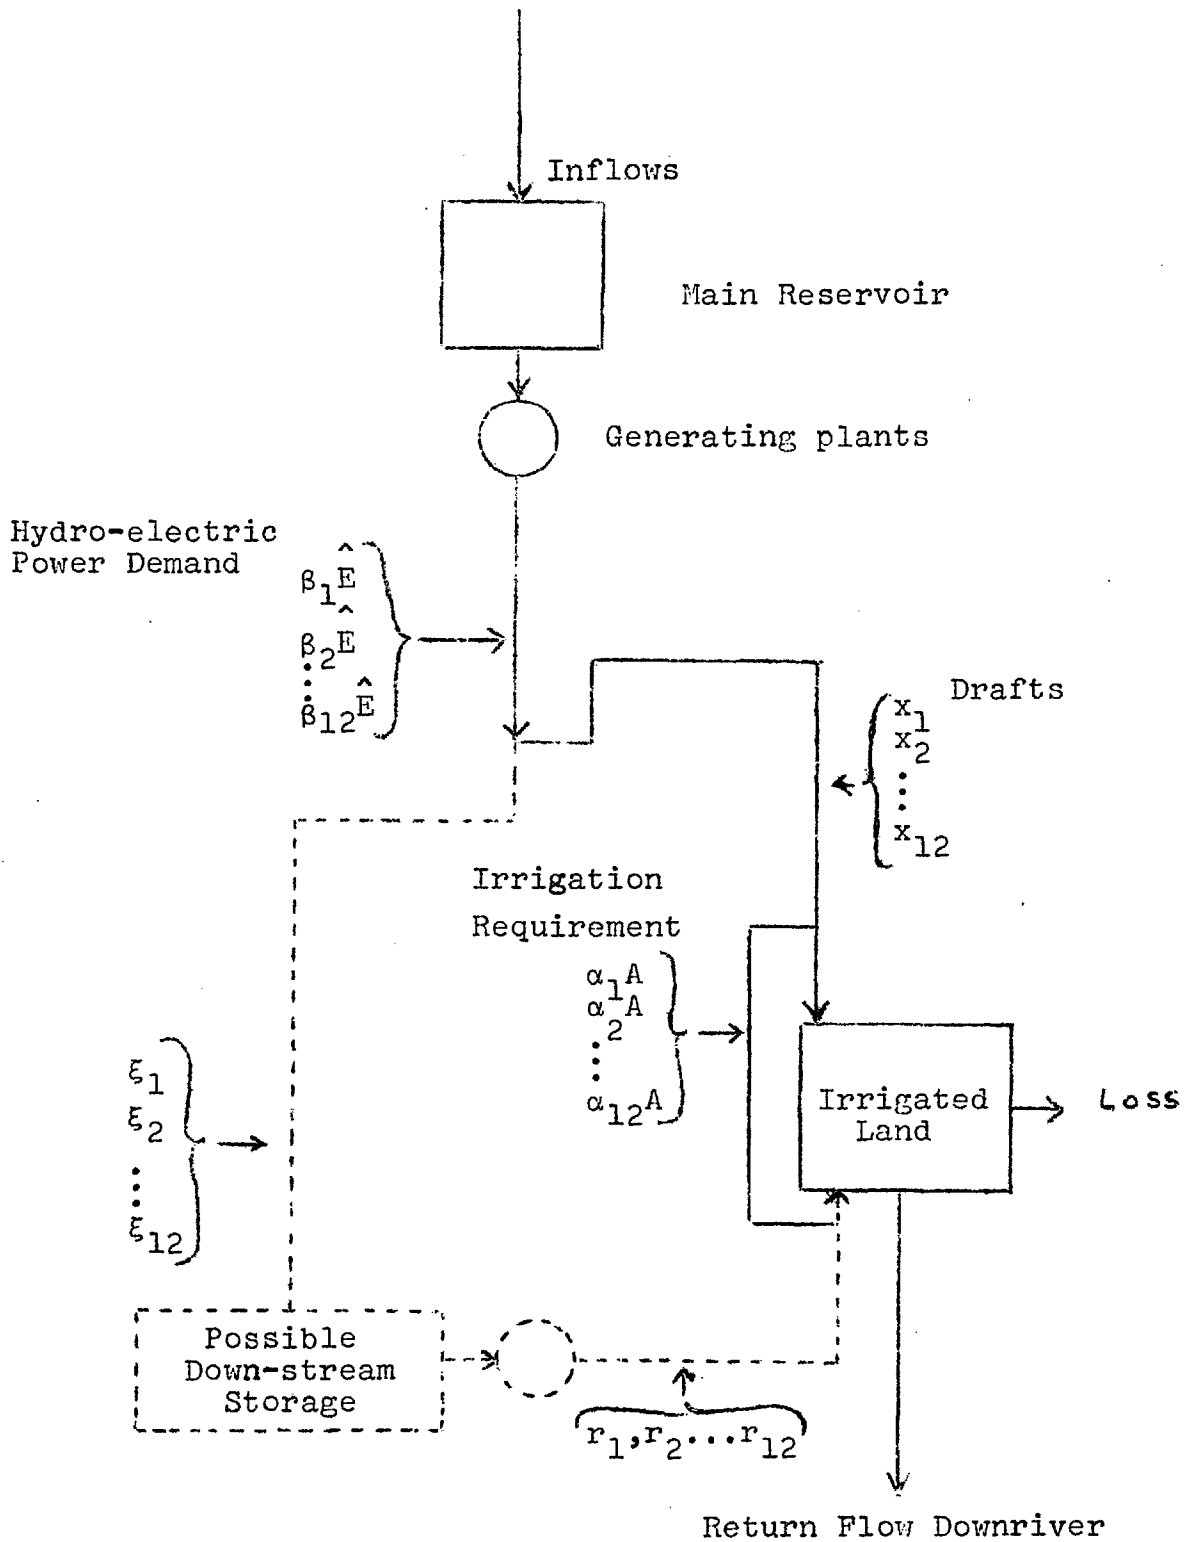 Inflows
Main Reservoir
Generating plants
Hydro-electric
Power Demand
β₁Ê
β₂Ê
⋮
β₁₂Ê
Drafts
x₁
x₂
⋮
x₁₂
Irrigation
Requirement
α₁A
α₂A
⋮
α₁₂A
ξ₁
ξ₂
⋮
ξ₁₂
Irrigated
Land
Loss
Possible
Down-stream
Storage
r₁,r₂...r₁₂
Return Flow Downriver